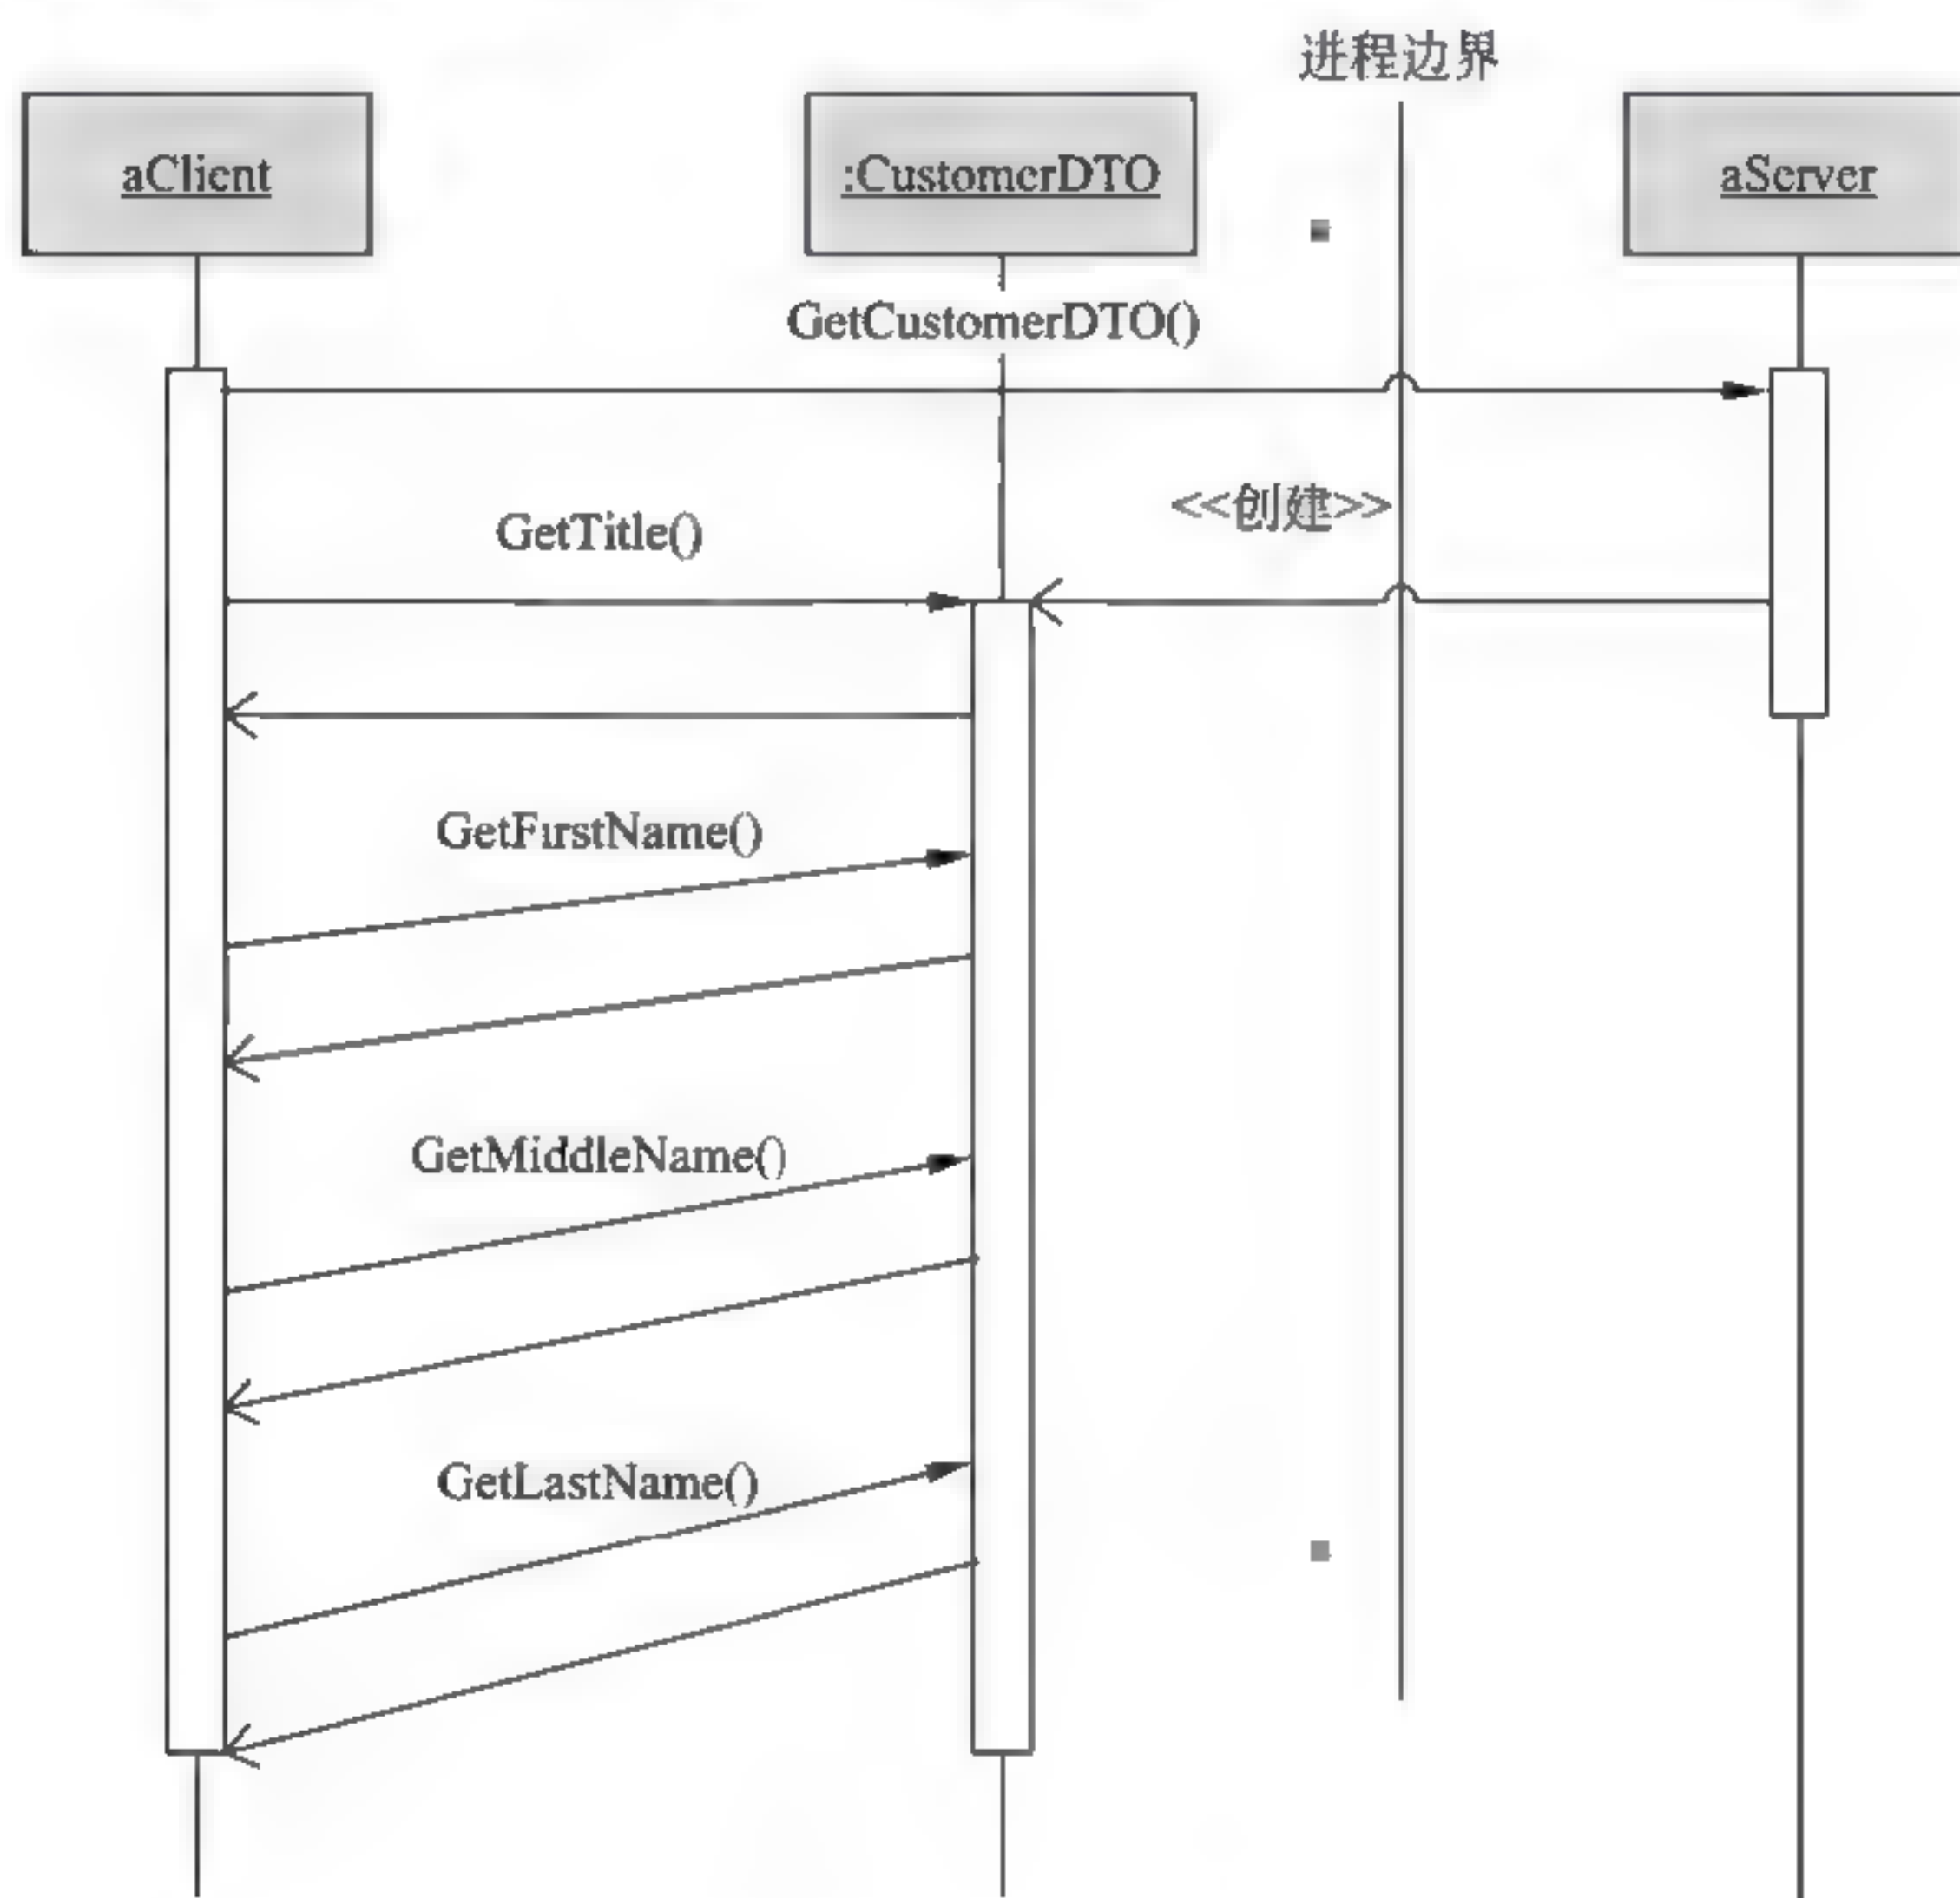 进程边界
aClient
:CustomerDTO
aServer
GetCustomerDTO()
<<创建>>
GetTitle()
GetFirstName()
GetMiddleName()
GetLastName()